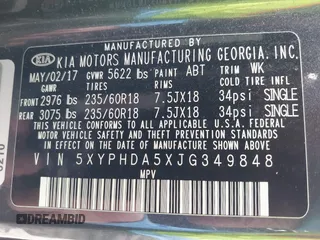 MANUFACTURED BY
KIA KIA MOTORS MANUFACTURING GEORGIA, INC.
MAY/02/17 GVWR 5622 lbs PAINT ABT TRIM WK
GAWR TIRES RIMS COLD INFL.
FRONT 2976 lbs 235/60R18 7.5JX18 34psi SINGLE
REAR 3075 lbs 235/60R18 7.5JX18 34psi SINGLE
THIS VEHICLE CONFORMS TO ALL APPLICABLE
U.S.A. FEDERAL MOTOR VEHICLE SAFETY AND
THEFT PREVENTION STANDARDS IN EFFECT ON
THE DATE OF MANUFACTURE SHOWN ABOVE.
VIN 5XYPHDA5XJG349848
MPV
DREAMBID